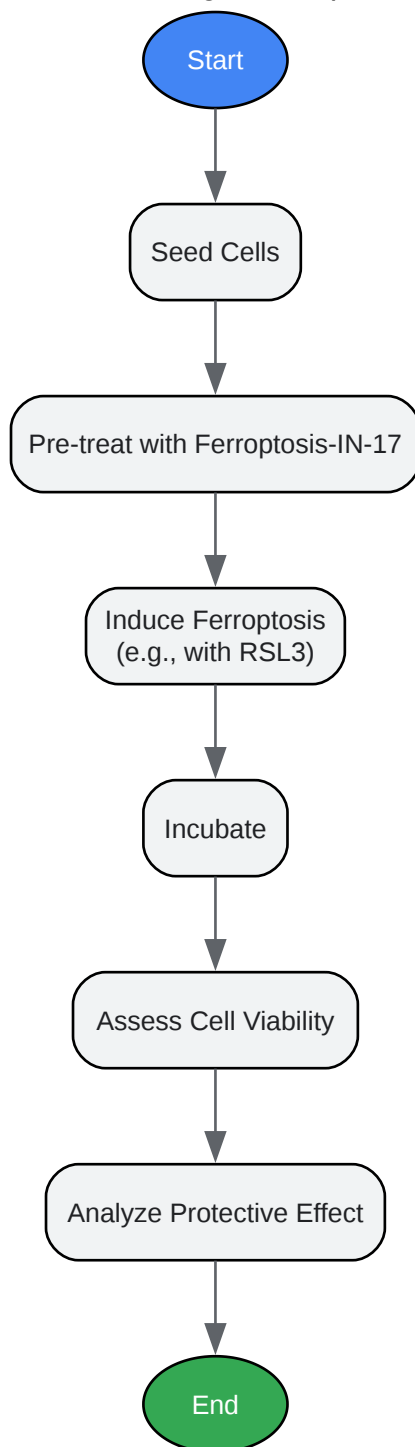 Start
Seed Cells
Pre-treat with Ferroptosis-IN-17
Induce Ferroptosis
(e.g., with RSL3)
Incubate
Assess Cell Viability
Analyze Protective Effect
End